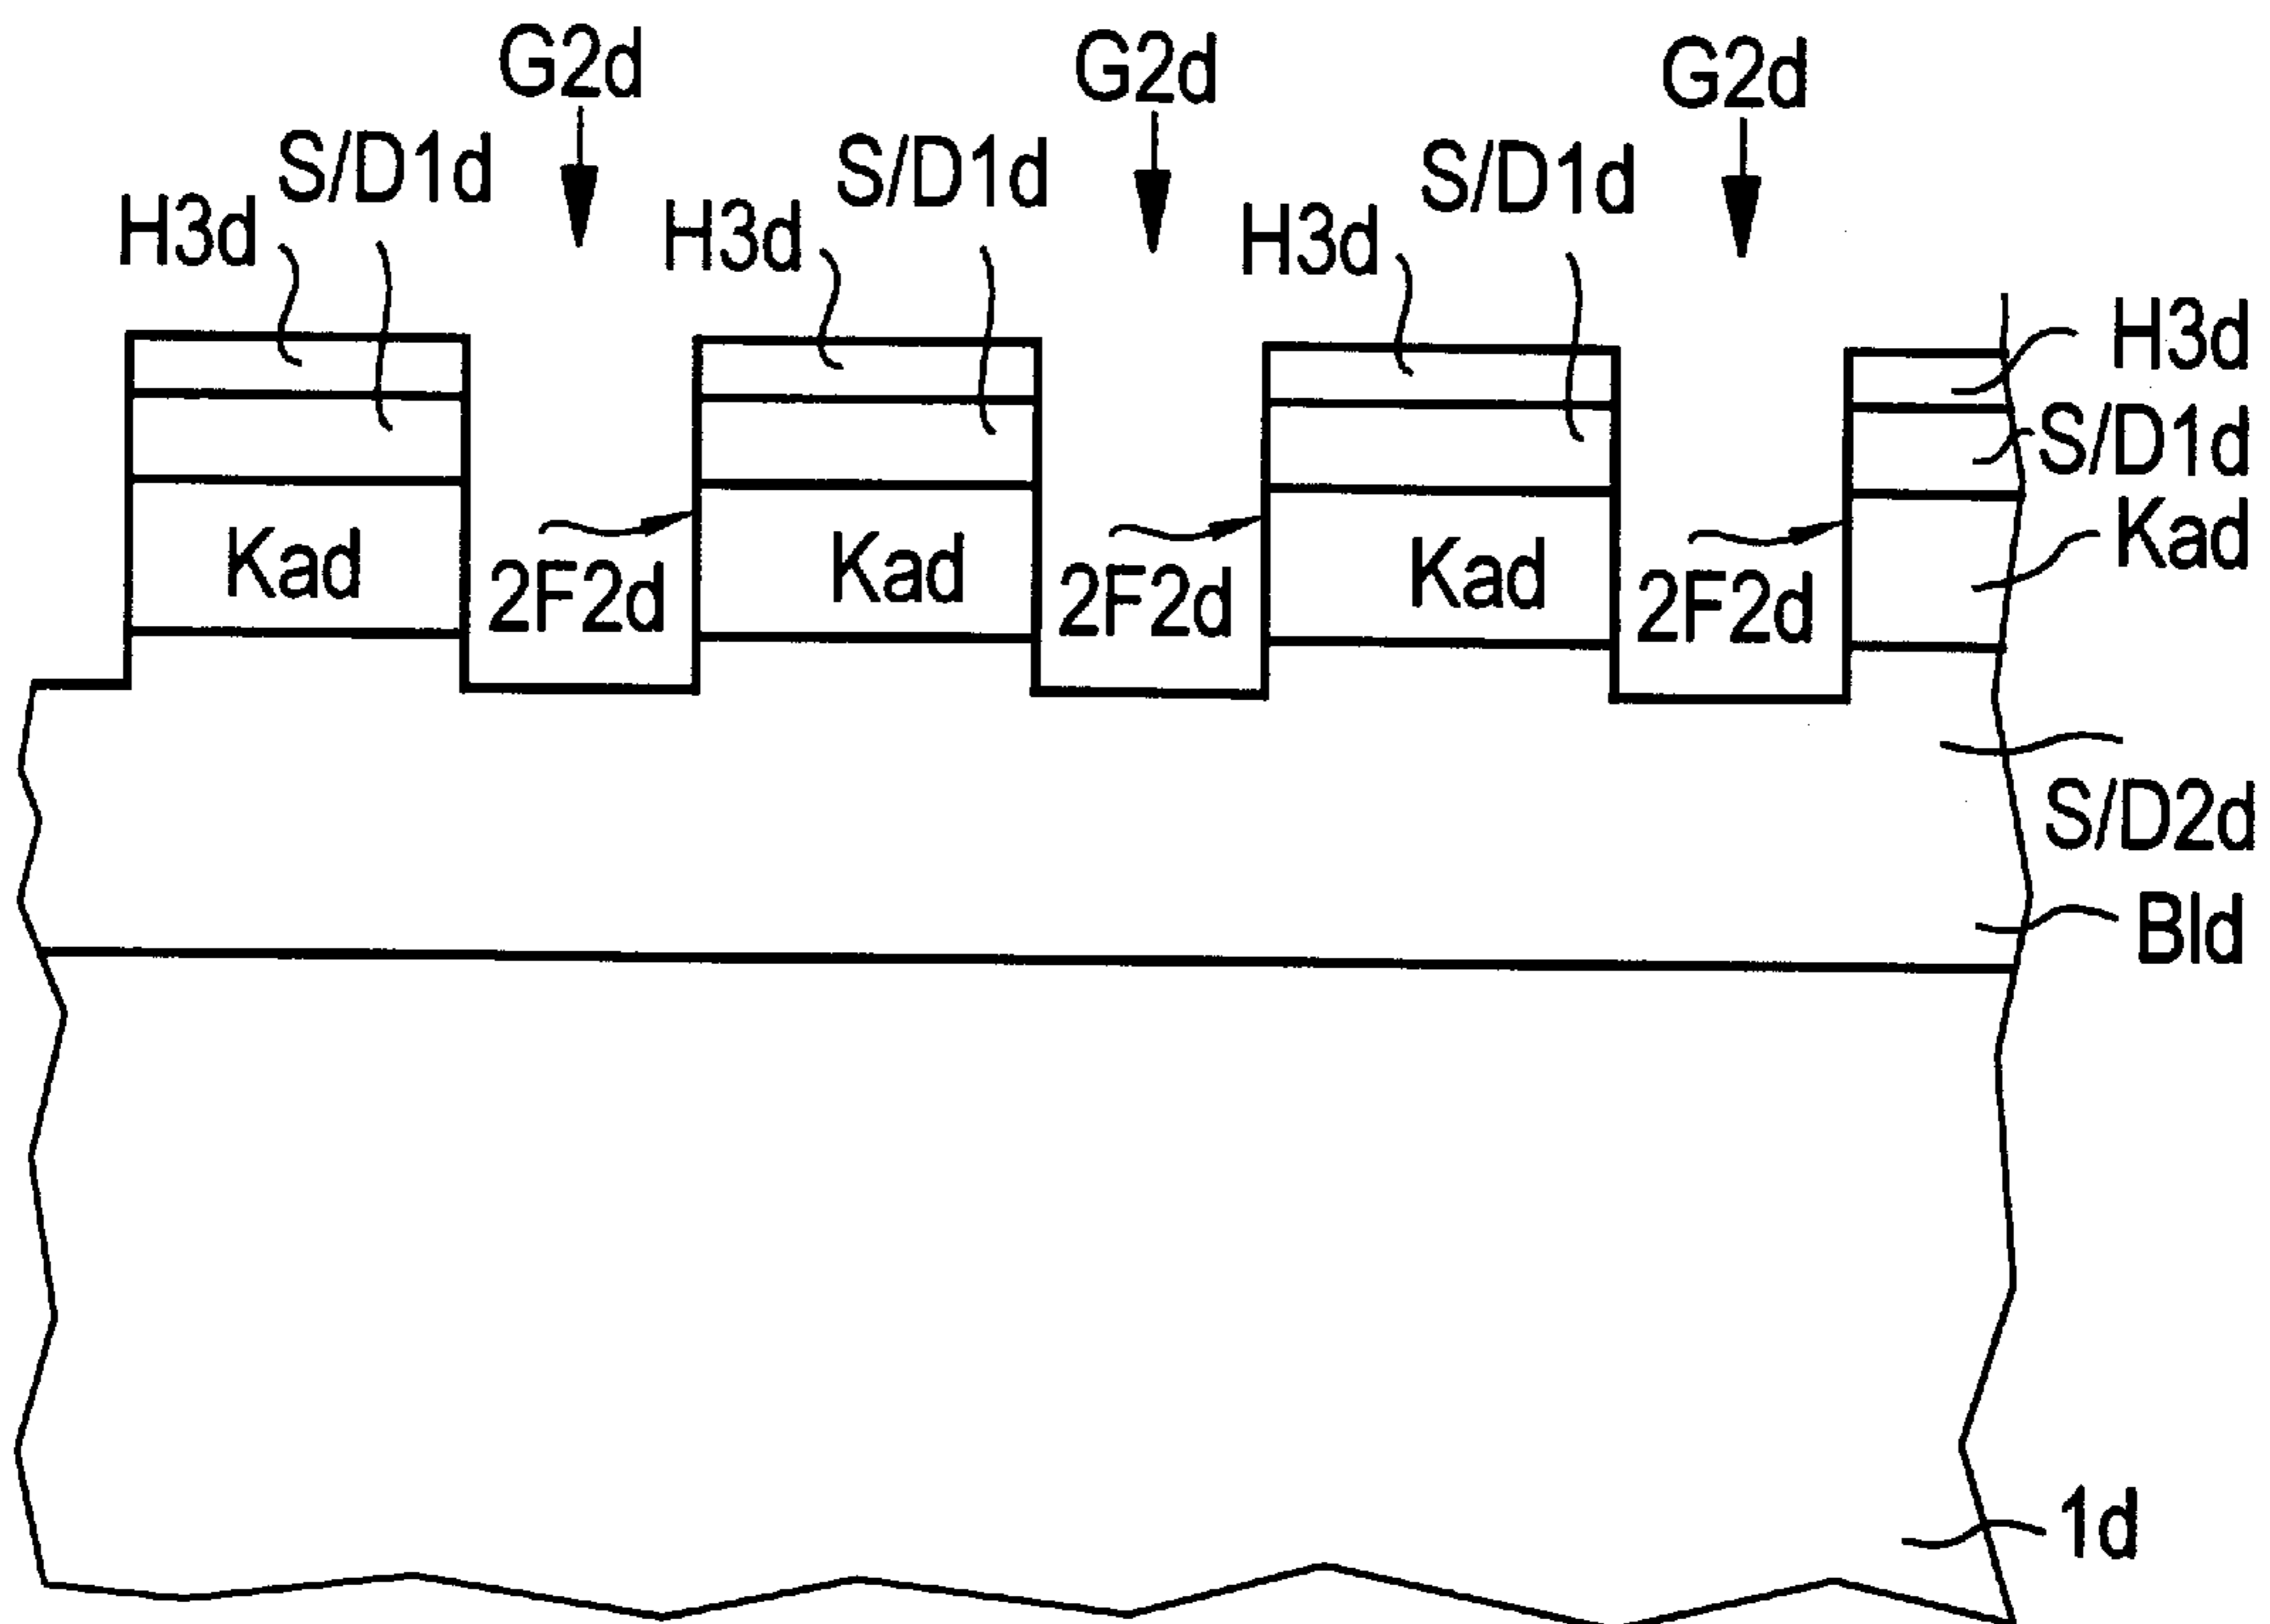 G2d G2d G2d
S/D1d S/D1d S/D1d
H3d H3d H3d
H3d
S/D1d
Kad Kad Kad Kad
2F2d 2F2d 2F2d
S/D2d
Bld
1d